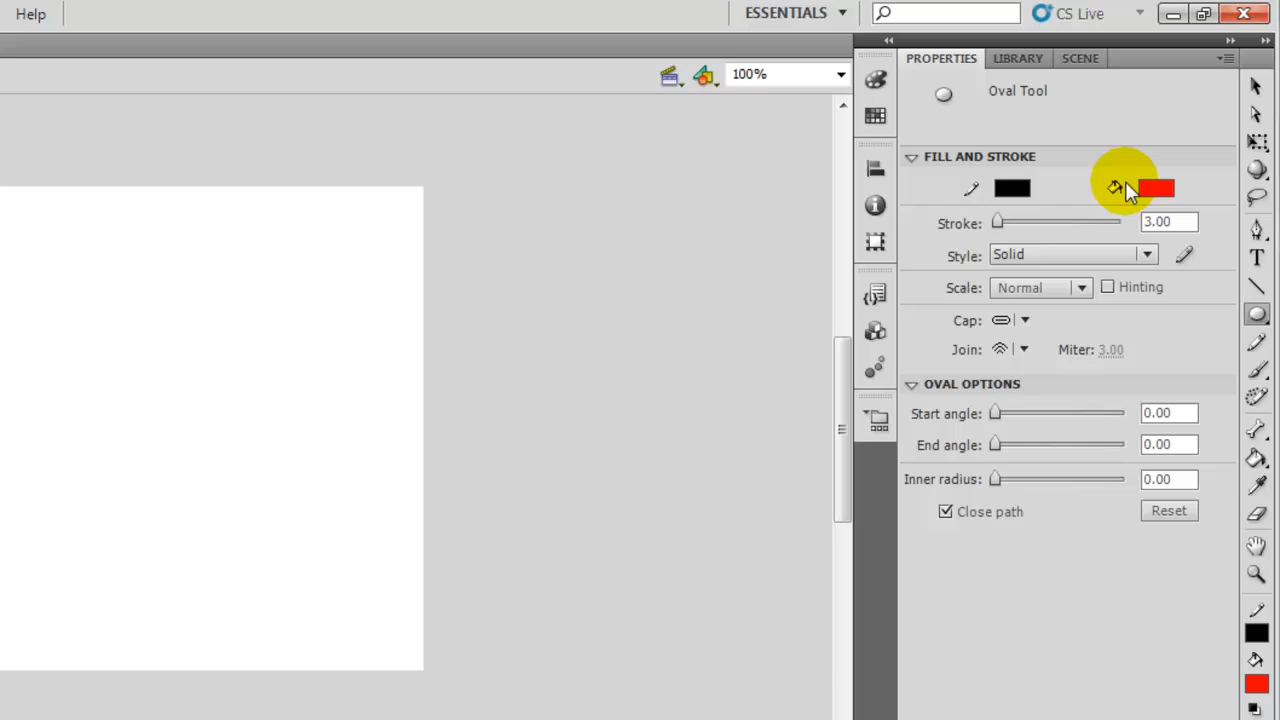 Help
ESSENTIALS
CS Live
100%
PROPERTIES LIBRARY SCENE
Oval Tool
FILL AND STROKE
Stroke: 3.00
Style: Solid
Scale: Normal Hinting
Cap:
Join: Miter: 3.00
OVAL OPTIONS
Start angle: 0.00
End angle: 0.00
Inner radius: 0.00
Close path Reset